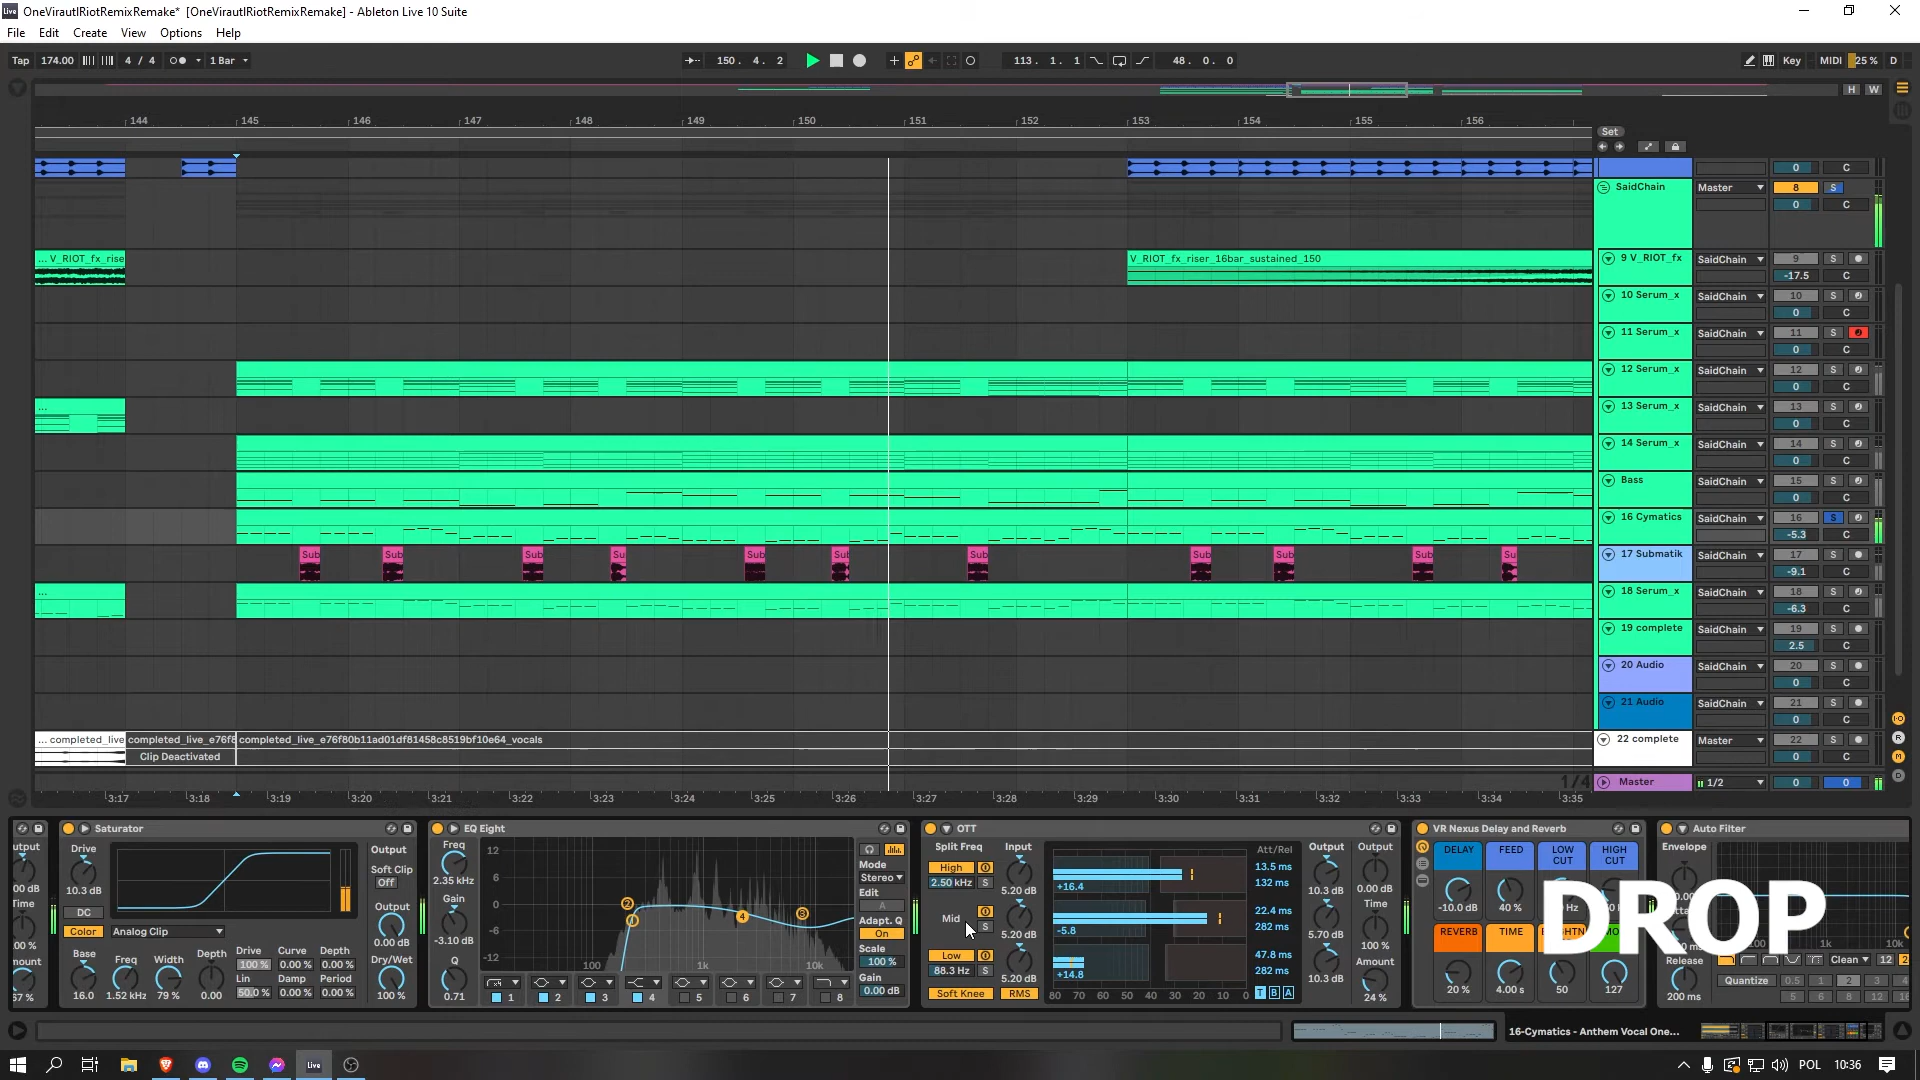 Live OneVirautIRiotRemixRemake* [OneVirautIRiotRemixRemake] - Ableton Live 10 Suite
File Edit Create View Options Help
Tap 174.00 4 / 4 1 Bar 150. 4. 2 113. 1. 1 48. 0. 0 Key MIDI 25 % D
H W
144 145 146 147 148 149 150 151 152 153 154 155 156
Set
0 C
SaidChain Master 8 S
0 C
... V_RIOT_fx_rise V_RIOT_fx_riser_16bar_sustained_150 9 V_RIOT_fx SaidChain 9 S
-17.5 C
10 Serum_x SaidChain 10 S
0 C
11 Serum_x SaidChain 11 S
0 C
12 Serum_x SaidChain 12 S
0 C
... 13 Serum_x SaidChain 13 S
0 C
14 Serum_x SaidChain 14 S
0 C
Bass SaidChain 15 S
0 C
16 Cymatics SaidChain 16 S
-5.3 C
Sub Sub Sub Su Sub Sub Sub Sub Sub Sub Su 17 Submatik SaidChain 17 S
-9.1 C
... 18 Serum_x SaidChain 18 S
-6.3 C
19 complete SaidChain 19 S
2.5 C
20 Audio SaidChain 20 S
0 C
21 Audio SaidChain 21 S
0 C
... completed_live completed_live_e76f8 completed_live_e76f80b11ad01df81458c8519bf10e64_vocals 22 complete Master 22 S
Clip Deactivated 0 C
1/4 Master 1/2 0 0
3:17 3:18 3:19 3:20 3:21 3:22 3:23 3:24 3:25 3:26 3:27 3:28 3:29 3:30 3:31 3:32 3:33 3:34 3:35
Saturator EQ Eight OTT VR Nexus Delay and Reverb Auto Filter
Drive Output Freq 12 Mode Split Freq Input Att/Rel Output Output DELAY FEED LOW CUT HIGH CUT Envelope
10.3 dB Soft Clip Off 2.35 kHz 6 Stereo High 2.50 kHz S 5.20 dB +16.4 13.5 ms 132 ms 10.3 dB 0.00 dB -10.0 dB 40 %
DC Output Gain 0 Edit A Mid S 5.20 dB -5.8 22.4 ms 282 ms 5.70 dB Time 100 %
Color Analog Clip 0.00 dB -3.10 dB -6 Adapt. Q On REVERB TIME
Base Freq Width Depth Drive Curve Depth Dry/Wet Q -12 Scale 100 % Low 88.3 Hz S 5.20 dB +14.8 47.8 ms 282 ms 10.3 dB Amount Release
16.0 1.52 kHz 79 % 0.00 100 % 0.00 % 0.00 % Lin Damp Period 50.0 % 0.00 % 0.00 % 100 % 0.71 100 1k 10k Gain 0.00 dB
1 2 3 4 5 6 7 8 Soft Knee RMS 80 70 60 50 40 30 20 10 0 T B A 24 % 20 % 4.00 s 50 127 200 ms
1k 10k Clean 12 Quantize 0.5 1 2 3 4 5 6 8 12 16
DROP
16-Cymatics - Anthem Vocal One...
Live POL 10:36